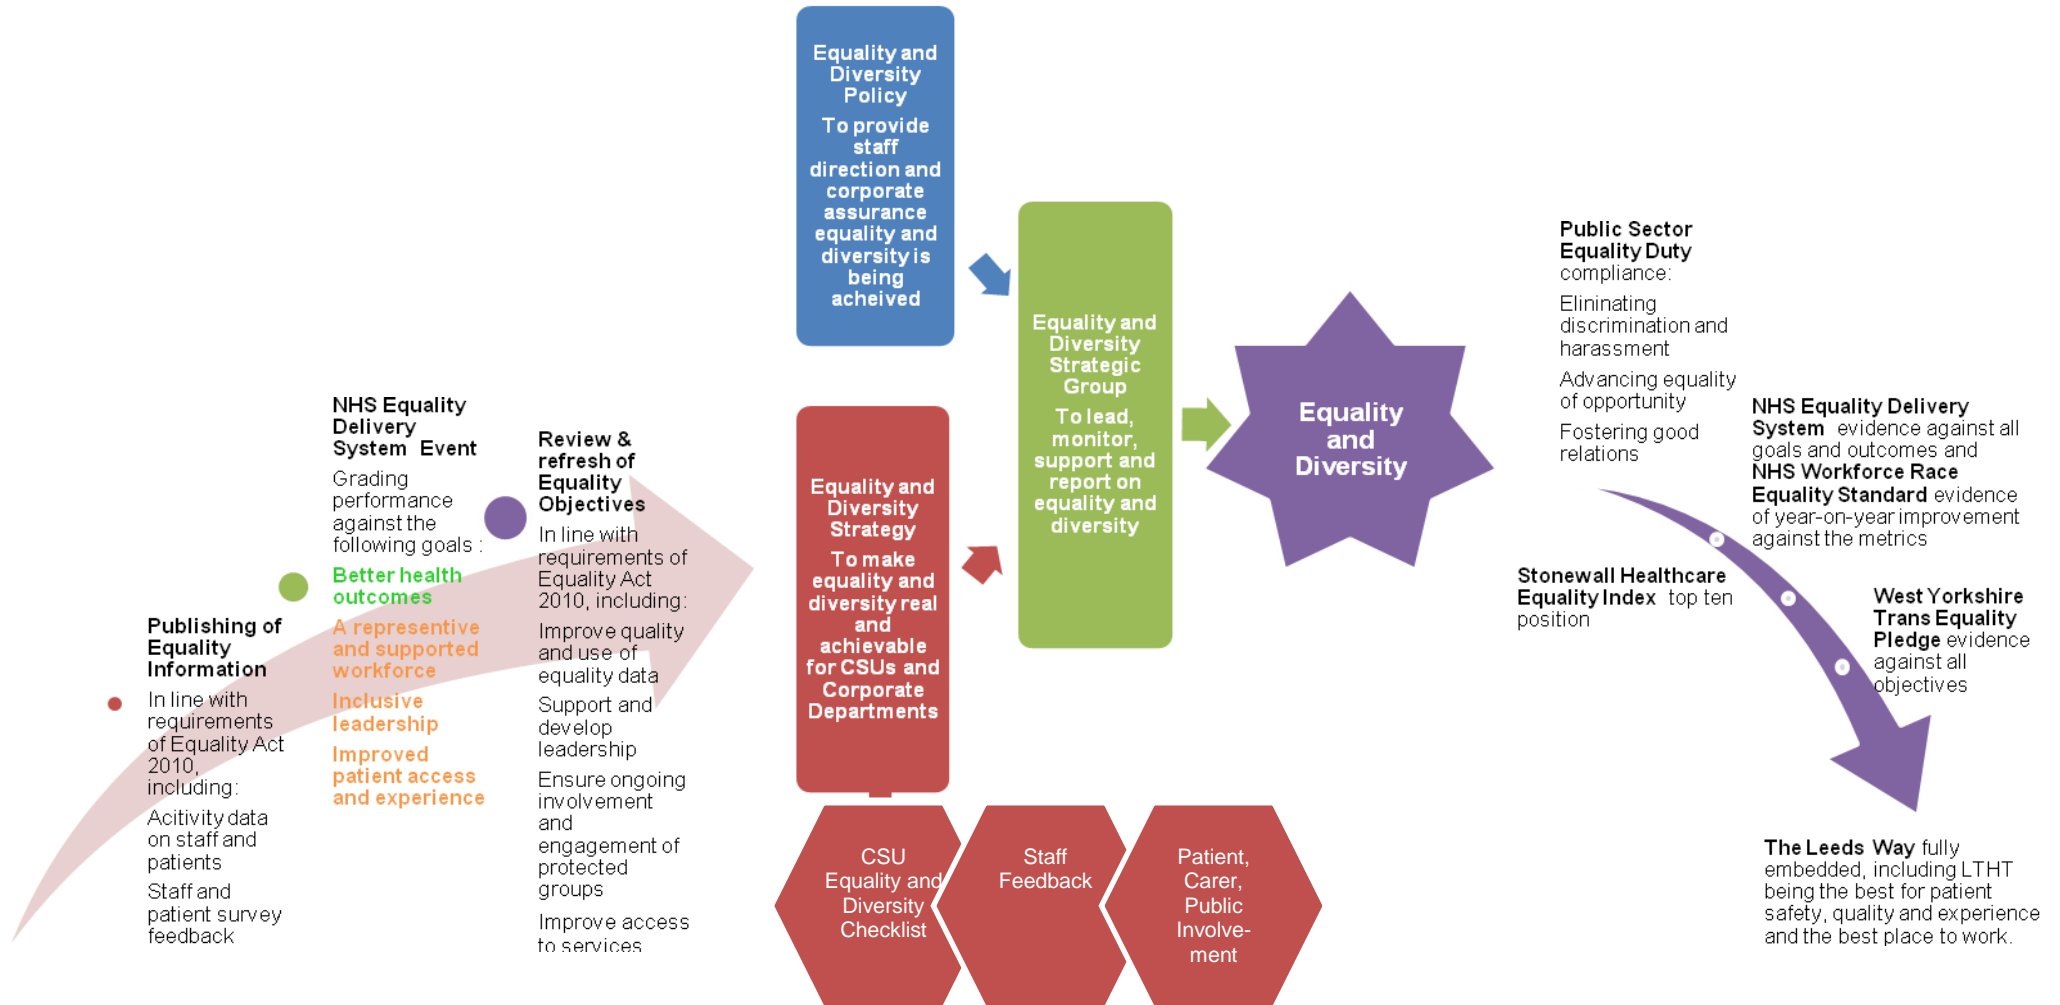 Publishing of
Equality
Information
In line with
requirements
of Equality Act
2010,
including:
Acitivity data
on staff and
patients
Staff and
patient survey
feedback
NHS Equality
Delivery
System Event
Grading
performance
against the
following goals :
Better health
outcomes
A representive
and supported
workforce
Inclusive
leadership
Improved
patient access
and experience
Review &
refresh of
Equality
Objectives
In line with
requirements of
Equality Act
2010, including:
Improve quality
and use of
equality data
Support and
develop
leadership
Ensure ongoing
involvement
and
engagement of
protected
groups
Improve access
to services
Equality and
Diversity
Policy
To provide
staff
direction and
corporate
assurance
equality and
diversity is
being
acheived
Equality and
Diversity
Strategy
To make
equality and
diversity real
and
achievable
for CSUs and
Corporate
Departments
CSU
Equality and
Diversity
Checklist
Staff
Feedback
Patient,
Carer,
Public
Involve-
ment
Equality and
Diversity
Strategic
Group
To lead,
monitor,
support and
report on
equality and
diversity
Equality
and
Diversity
Public Sector
Equality Duty
compliance:
Elininating
discrimination and
harassment
Advancing equality
of opportunity
Fostering good
relations
Stonewall Healthcare
Equality Index top ten
position
NHS Equality Delivery
System evidence against all
goals and outcomes and
NHS Workforce Race
Equality Standard evidence
of year-on-year improvement
against the metrics
West Yorkshire
Trans Equality
Pledge evidence
against all
objectives
The Leeds Way fully
embedded, including LTHT
being the best for patient
safety, quality and experience
and the best place to work.